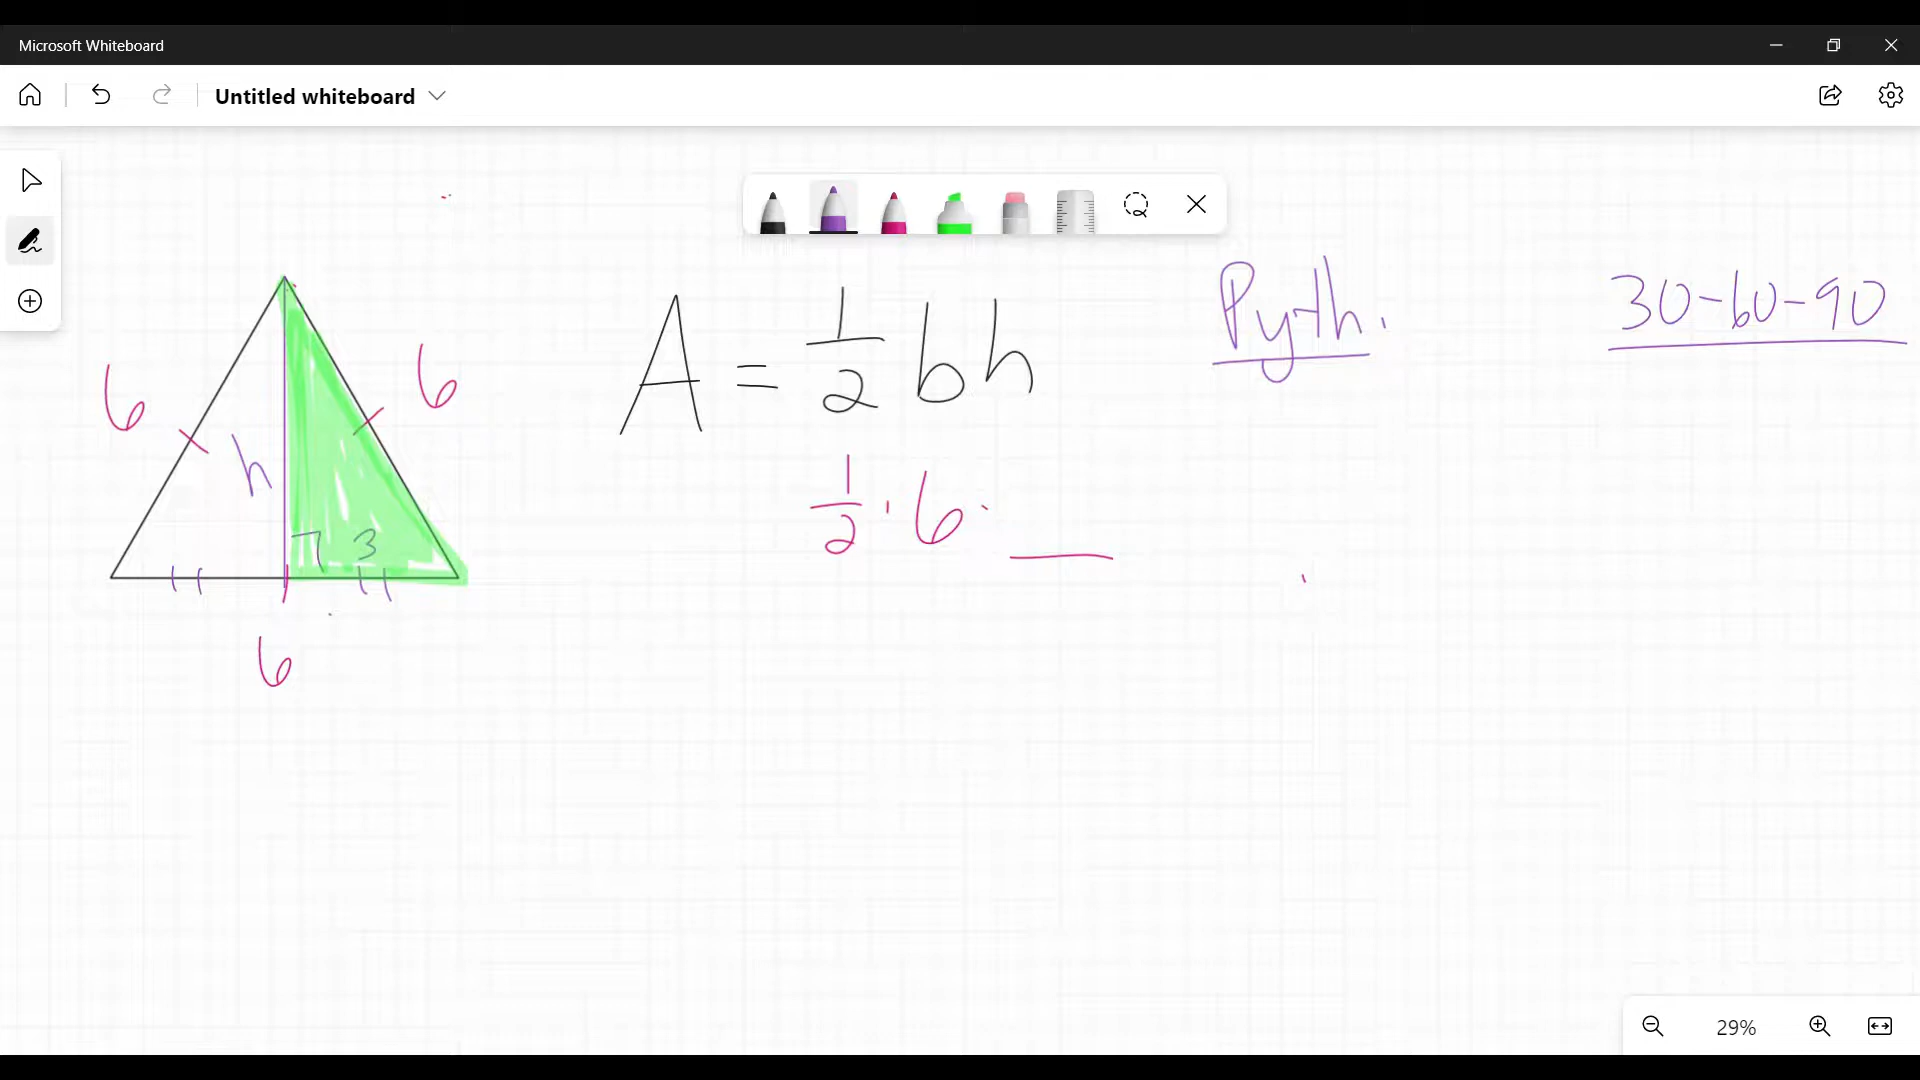 Microsoft Whiteboard
Untitled whiteboard
Pyth.
30-60-90
A = 1/2 bh
6
6
h
1/2 · 6 · ___
3
6
29%